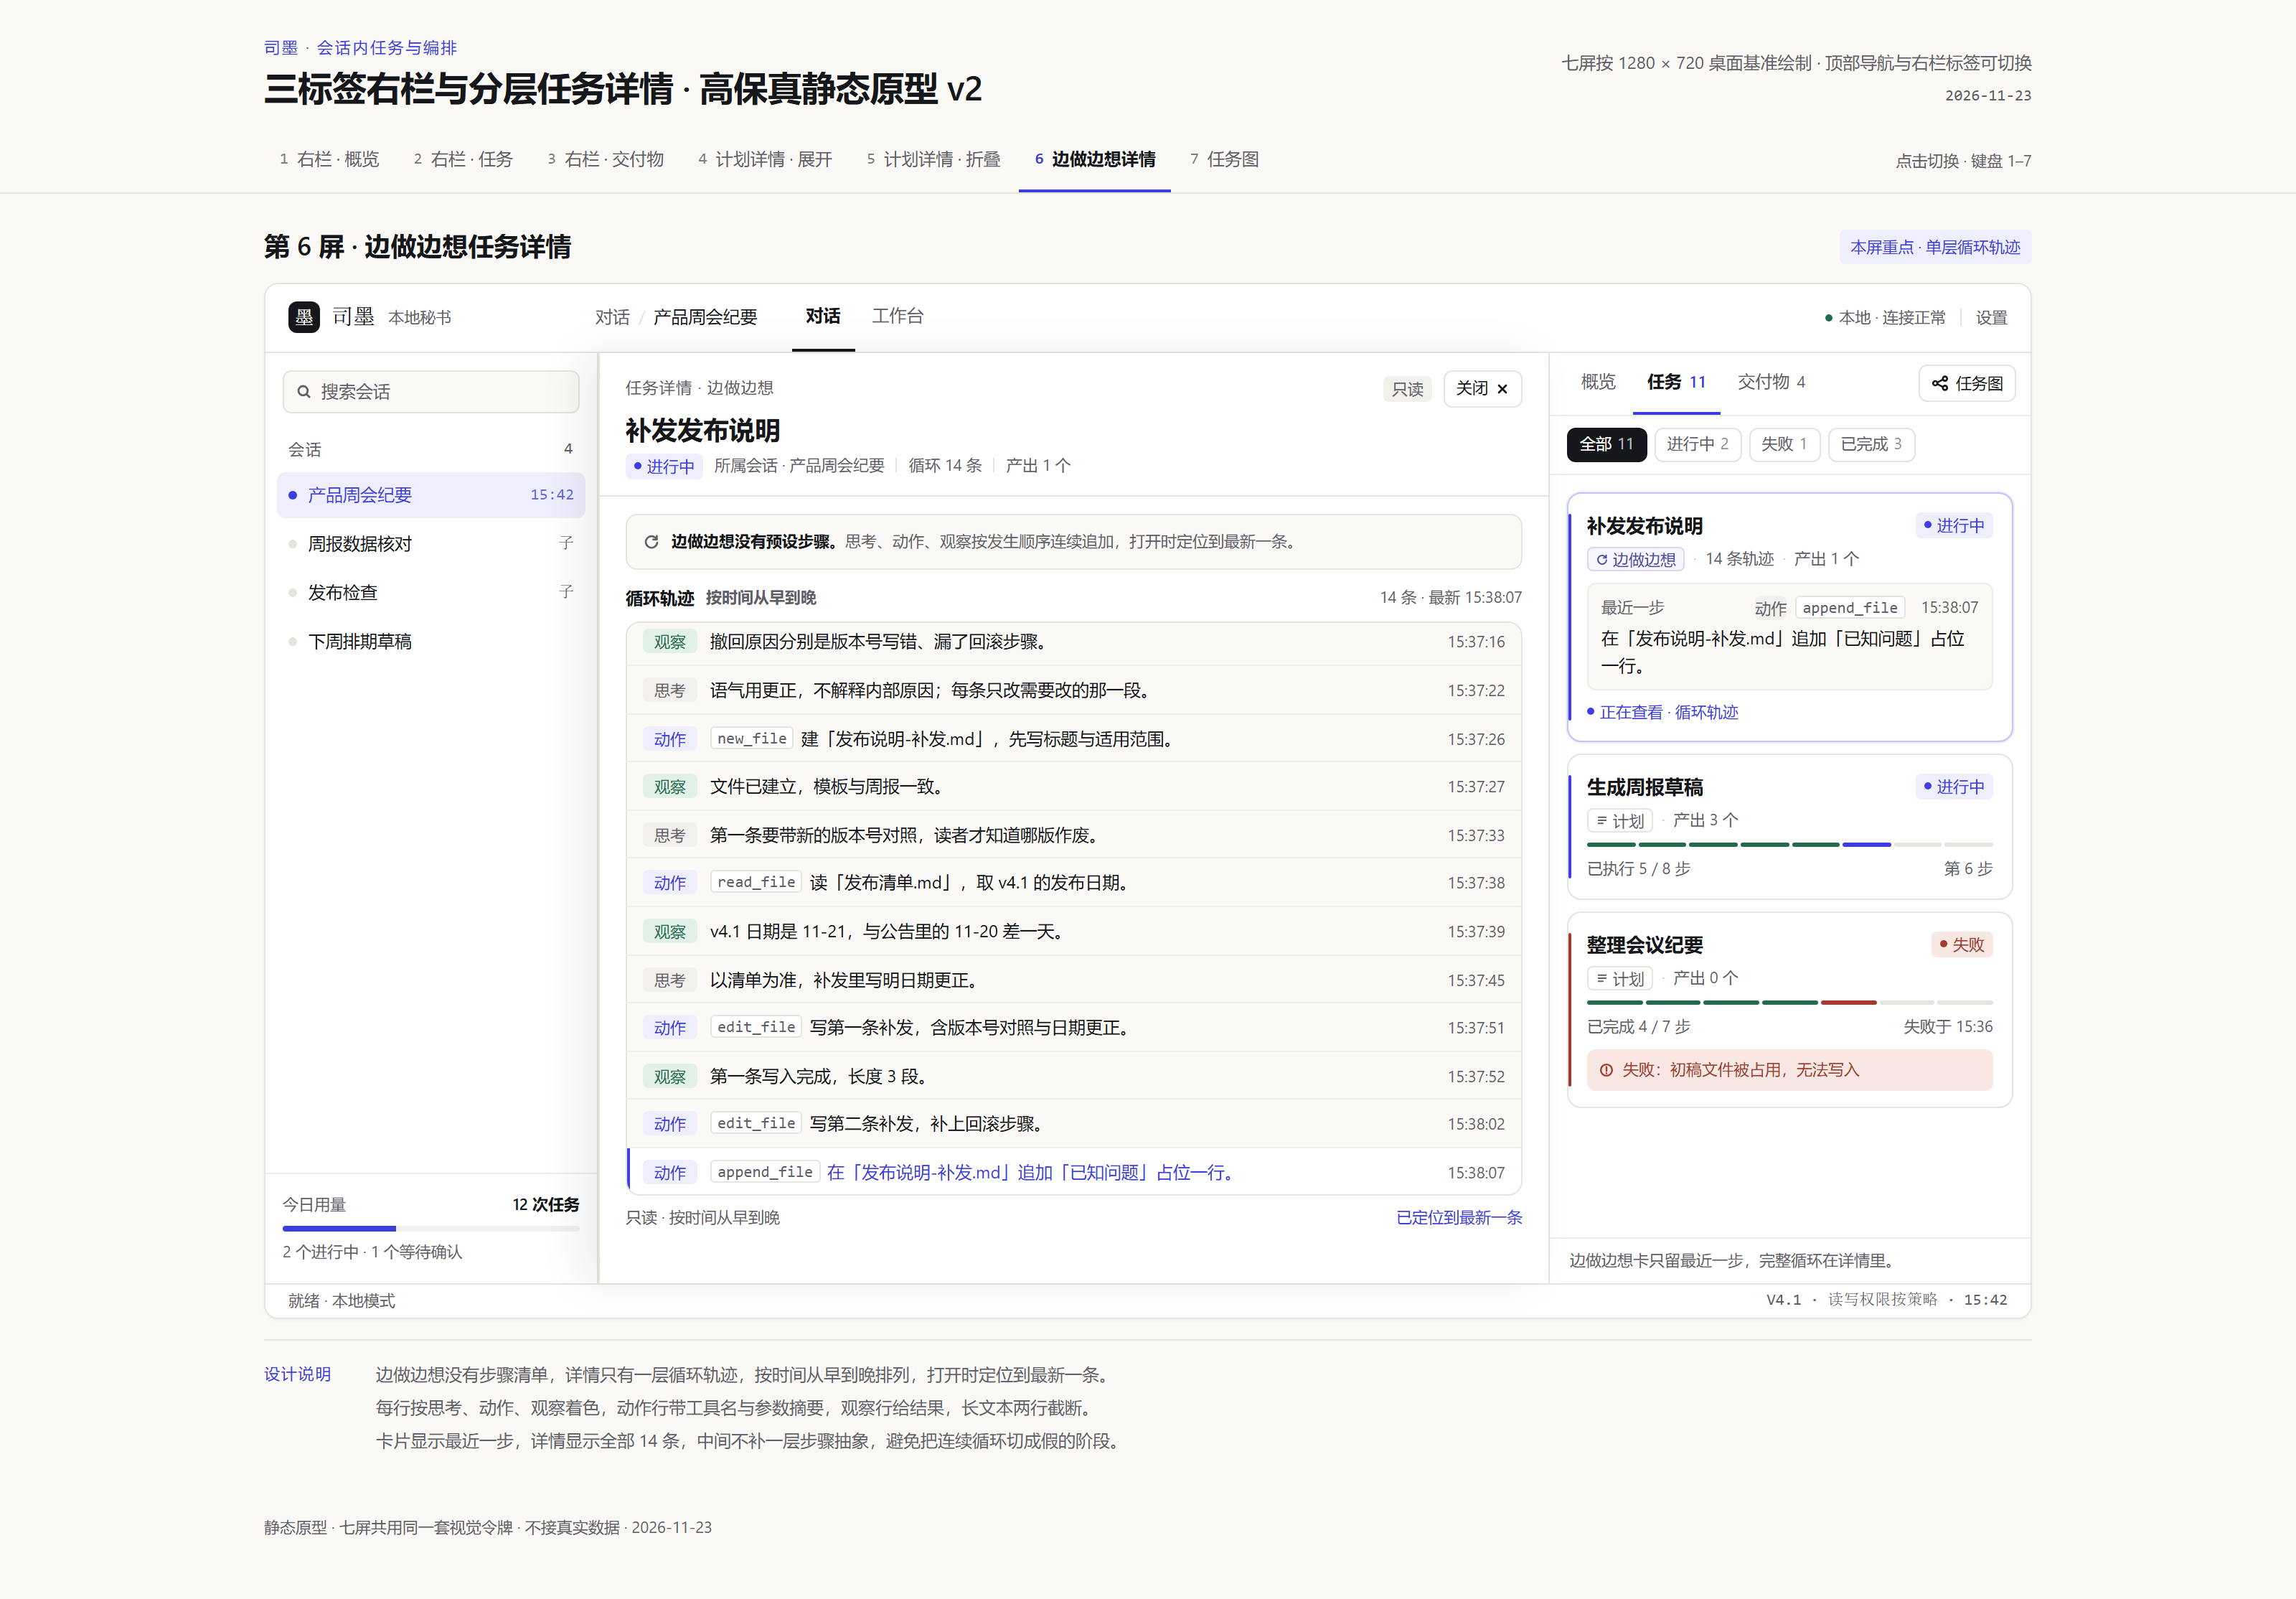 司墨 · 会话内任务与编排
三标签右栏与分层任务详情 · 高保真静态原型 v2
七屏按 1280 × 720 桌面基准绘制 · 顶部导航与右栏标签可切换
2026-11-23
1 右栏 · 概览
2 右栏 · 任务
3 右栏 · 交付物
4 计划详情 · 展开
5 计划详情 · 折叠
6 边做边想详情
7 任务图
点击切换 · 键盘 1–7
第 6 屏 · 边做边想任务详情
本屏重点 · 单层循环轨迹
墨 司墨 本地秘书
对话 / 产品周会纪要
对话
工作台
本地 · 连接正常
设置
搜索会话
会话 4
产品周会纪要 15:42
周报数据核对 子
发布检查 子
下周排期草稿
今日用量 12 次任务
2 个进行中 · 1 个等待确认
任务详情 · 边做边想
只读
关闭 ×
补发发布说明
进行中 所属会话 · 产品周会纪要 循环 14 条 产出 1 个
边做边想没有预设步骤。思考、动作、观察按发生顺序连续追加，打开时定位到最新一条。
循环轨迹 按时间从早到晚 14 条 · 最新 15:38:07
观察 撤回原因分别是版本号写错、漏了回滚步骤。 15:37:16
思考 语气用更正，不解释内部原因；每条只改需要改的那一段。 15:37:22
动作 new_file 建「发布说明-补发.md」，先写标题与适用范围。 15:37:26
观察 文件已建立，模板与周报一致。 15:37:27
思考 第一条要带新的版本号对照，读者才知道哪版作废。 15:37:33
动作 read_file 读「发布清单.md」，取 v4.1 的发布日期。 15:37:38
观察 v4.1 日期是 11-21，与公告里的 11-20 差一天。 15:37:39
思考 以清单为准，补发里写明日期更正。 15:37:45
动作 edit_file 写第一条补发，含版本号对照与日期更正。 15:37:51
观察 第一条写入完成，长度 3 段。 15:37:52
动作 edit_file 写第二条补发，补上回滚步骤。 15:38:02
动作 append_file 在「发布说明-补发.md」追加「已知问题」占位一行。 15:38:07
只读 · 按时间从早到晚 已定位到最新一条
概览
任务 11
交付物 4
任务图
全部 11
进行中 2
失败 1
已完成 3
补发发布说明 进行中
边做边想 · 14 条轨迹 · 产出 1 个
最近一步 动作 append_file 15:38:07
在「发布说明-补发.md」追加「已知问题」占位
一行。
正在查看 · 循环轨迹
生成周报草稿 进行中
计划 · 产出 3 个
已执行 5 / 8 步 第 6 步
整理会议纪要 失败
计划 · 产出 0 个
已完成 4 / 7 步 失败于 15:36
失败：初稿文件被占用，无法写入
边做边想卡只留最近一步，完整循环在详情里。
就绪 · 本地模式
V4.1 · 读写权限按策略 · 15:42
设计说明
边做边想没有步骤清单，详情只有一层循环轨迹，按时间从早到晚排列，打开时定位到最新一条。
每行按思考、动作、观察着色，动作行带工具名与参数摘要，观察行给结果，长文本两行截断。
卡片显示最近一步，详情显示全部 14 条，中间不补一层步骤抽象，避免把连续循环切成假的阶段。
静态原型 · 七屏共用同一套视觉令牌 · 不接真实数据 · 2026-11-23